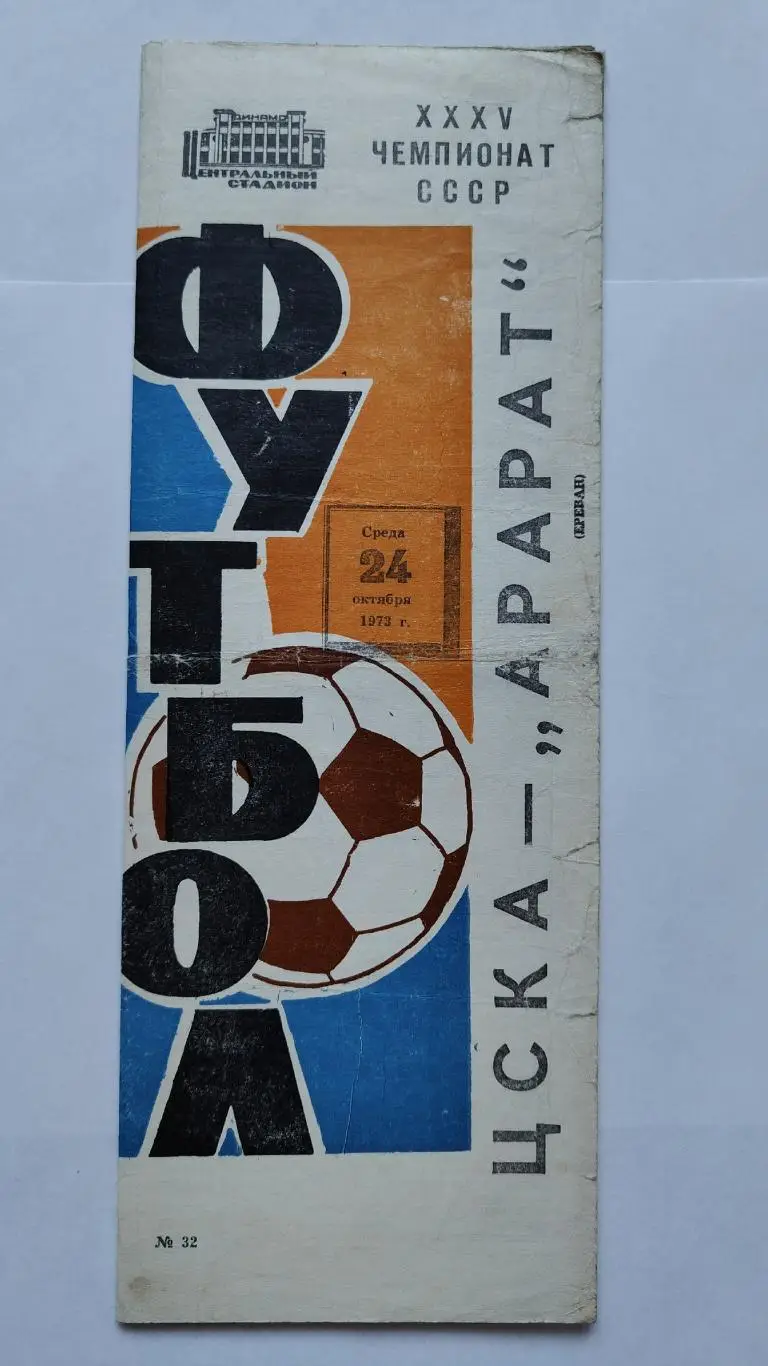 ДИНАМО
ЦЕНТРАЛЬНЫЙ
СТАДИОН
XXXV
ЧЕМПИОНАТ
СССР
ФУТБОЛ
Среда
24
октября
1973 г.
ЦСКА — „АРАРАТ“
(ЕРЕВАН)
№ 32